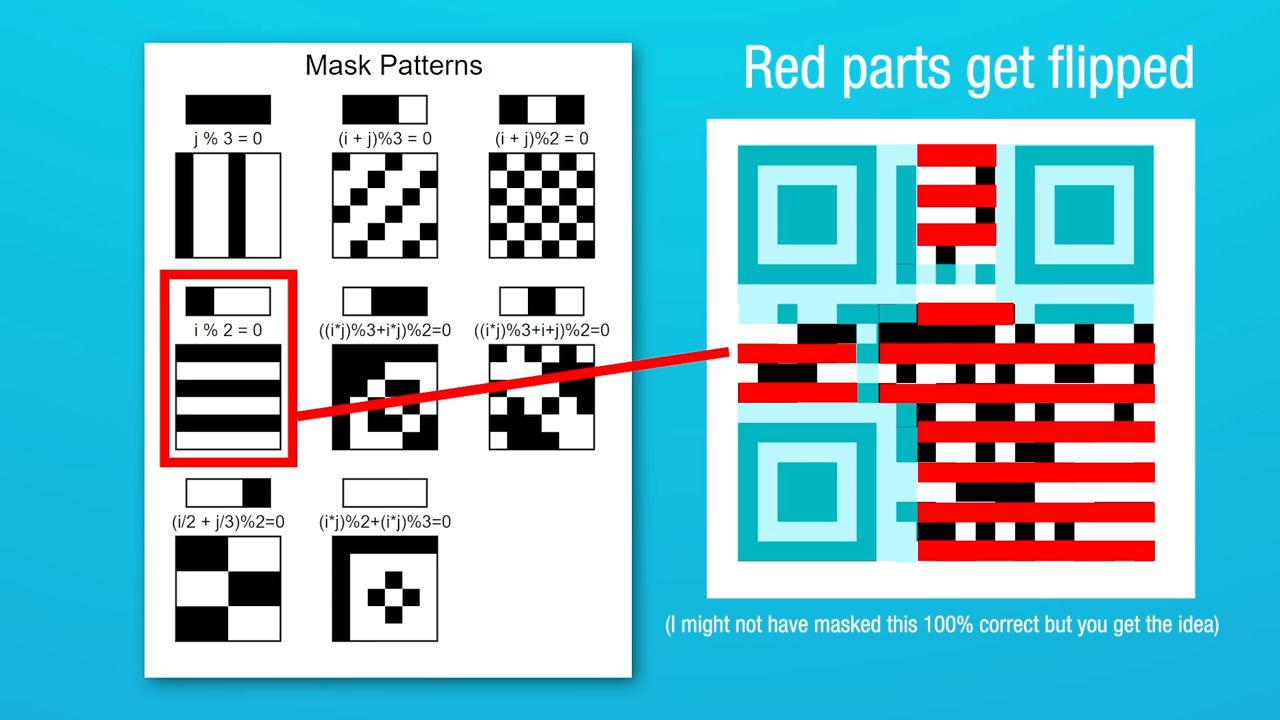 Mask Patterns
j % 3 = 0
(i + j)%3 = 0
(i + j)%2 = 0
i % 2 = 0
((i*j)%3+i*j)%2=0
((i*j)%3+i+j)%2=0
(i/2 + j/3)%2=0
(i*j)%2+(i*j)%3=0
Red parts get flipped
(I might not have masked this 100% correct but you get the idea)